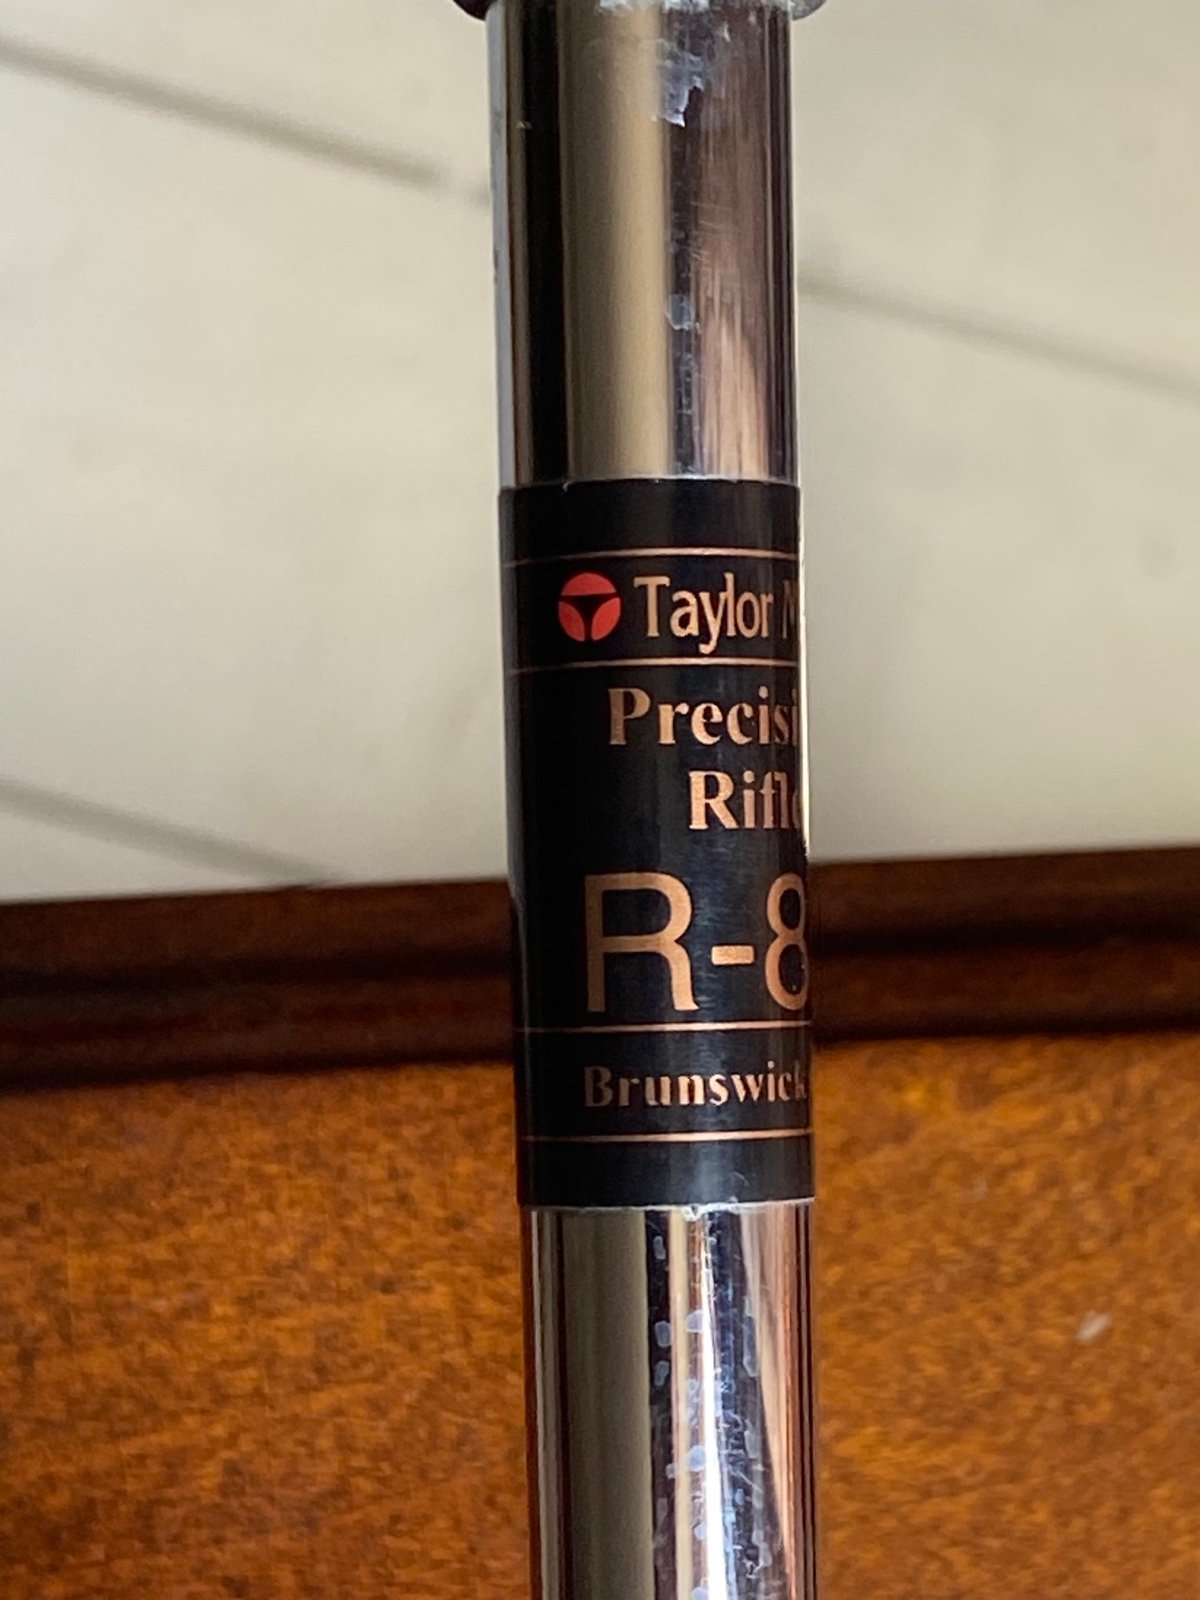 Taylor M
Precisi
Rifle
R-8
Brunswick